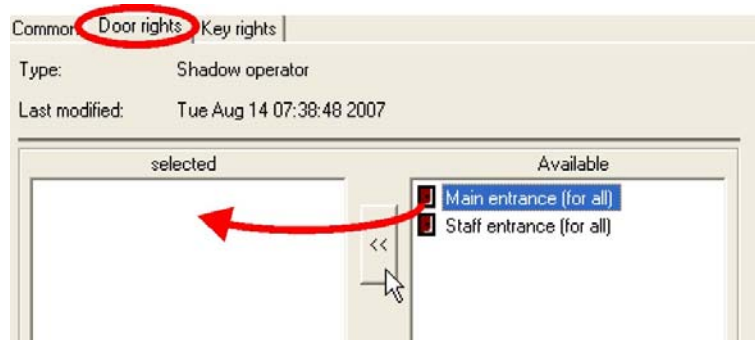 Common Door rights Key rights
Type: Shadow operator
Last modified: Tue Aug 14 07:38:48 2007
selected Available
Main entrance (for all)
Staff entrance (for all)
<<